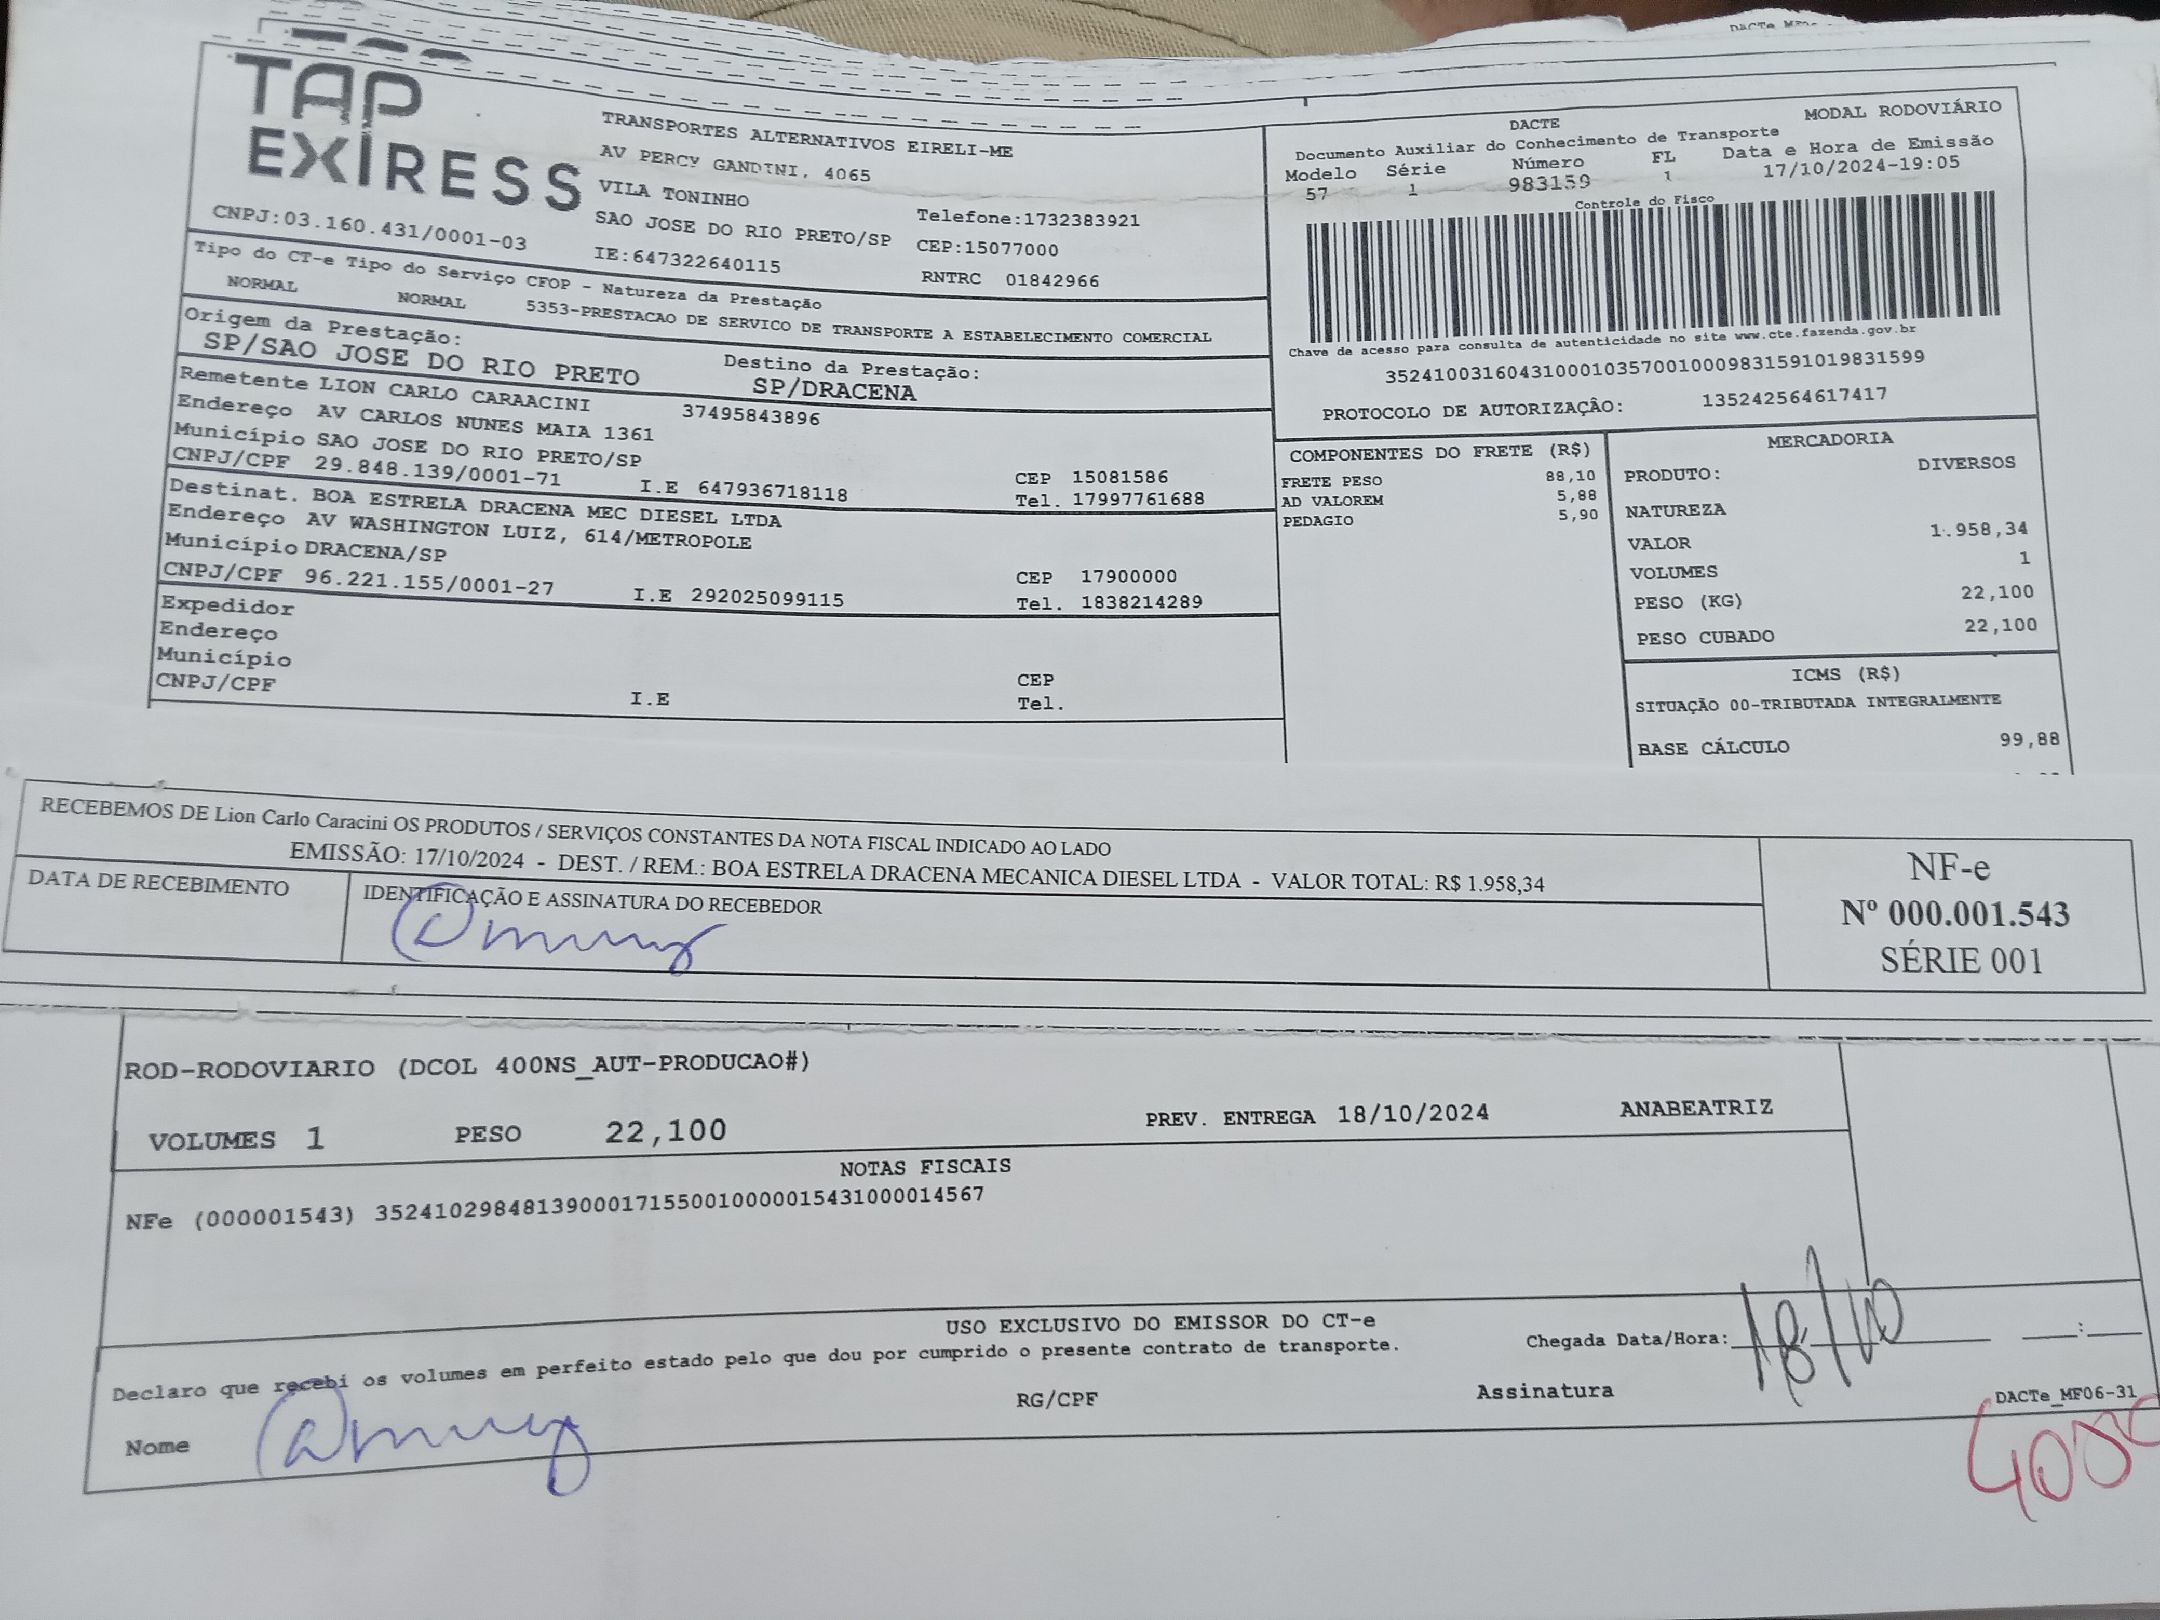 DACTe
TAP
EXIRESS
TRANSPORTES ALTERNATIVOS EIRELI-ME
AV PERCY GANDINI, 4065
VILA TONINHO
SAO JOSE DO RIO PRETO/SP
IE:647322640115
Telefone:1732383921
CEP:15077000
RNTRC 01842966
CNPJ:03.160.431/0001-03
DACTE
MODAL RODOVIÁRIO
Documento Auxiliar do Conhecimento de Transporte
Modelo Série Número FL Data e Hora de Emissão
57 1 983159 1 17/10/2024-19:05
Controle do Fisco
Chave de acesso para consulta de autenticidade no site www.cte.fazenda.gov.br
35241003160431000103570010009831591019831599
PROTOCOLO DE AUTORIZAÇÃO: 135242564617417
Tipo do CT-e Tipo do Serviço CFOP - Natureza da Prestação
NORMAL NORMAL 5353-PRESTACAO DE SERVICO DE TRANSPORTE A ESTABELECIMENTO COMERCIAL
Origem da Prestação:
SP/SAO JOSE DO RIO PRETO
Destino da Prestação:
SP/DRACENA
Remetente LION CARLO CARAACINI 37495843896
Endereço AV CARLOS NUNES MAIA 1361
Município SAO JOSE DO RIO PRETO/SP CEP 15081586
CNPJ/CPF 29.848.139/0001-71 I.E 647936718118 Tel. 17997761688
Destinat. BOA ESTRELA DRACENA MEC DIESEL LTDA
Endereço AV WASHINGTON LUIZ, 614/METROPOLE
Município DRACENA/SP CEP 17900000
CNPJ/CPF 96.221.155/0001-27 I.E 292025099115 Tel. 1838214289
Expedidor
Endereço
Município CEP
CNPJ/CPF I.E Tel.
COMPONENTES DO FRETE (R$)
FRETE PESO 88,10
AD VALOREM 5,88
PEDAGIO 5,90
MERCADORIA
PRODUTO: DIVERSOS
NATUREZA
VALOR 1.958,34
VOLUMES 1
PESO (KG) 22,100
PESO CUBADO 22,100
ICMS (R$)
SITUAÇÃO 00-TRIBUTADA INTEGRALMENTE
BASE CÁLCULO 99,88
RECEBEMOS DE Lion Carlo Caracini OS PRODUTOS / SERVIÇOS CONSTANTES DA NOTA FISCAL INDICADO AO LADO
EMISSÃO: 17/10/2024 - DEST. / REM.: BOA ESTRELA DRACENA MECANICA DIESEL LTDA - VALOR TOTAL: R$ 1.958,34
DATA DE RECEBIMENTO
IDENTIFICAÇÃO E ASSINATURA DO RECEBEDOR
NF-e
Nº 000.001.543
SÉRIE 001
ROD-RODOVIARIO (DCOL 400NS_AUT-PRODUCAO#)
VOLUMES 1 PESO 22,100 PREV. ENTREGA 18/10/2024 ANABEATRIZ
NOTAS FISCAIS
NFe (000001543) 35241029848139000171550010000015431000014567
USO EXCLUSIVO DO EMISSOR DO CT-e
Declaro que recebi os volumes em perfeito estado pelo que dou por cumprido o presente contrato de transporte.
Chegada Data/Hora: 18/10 __:__
Nome RG/CPF Assinatura
DACTe_MF06-31